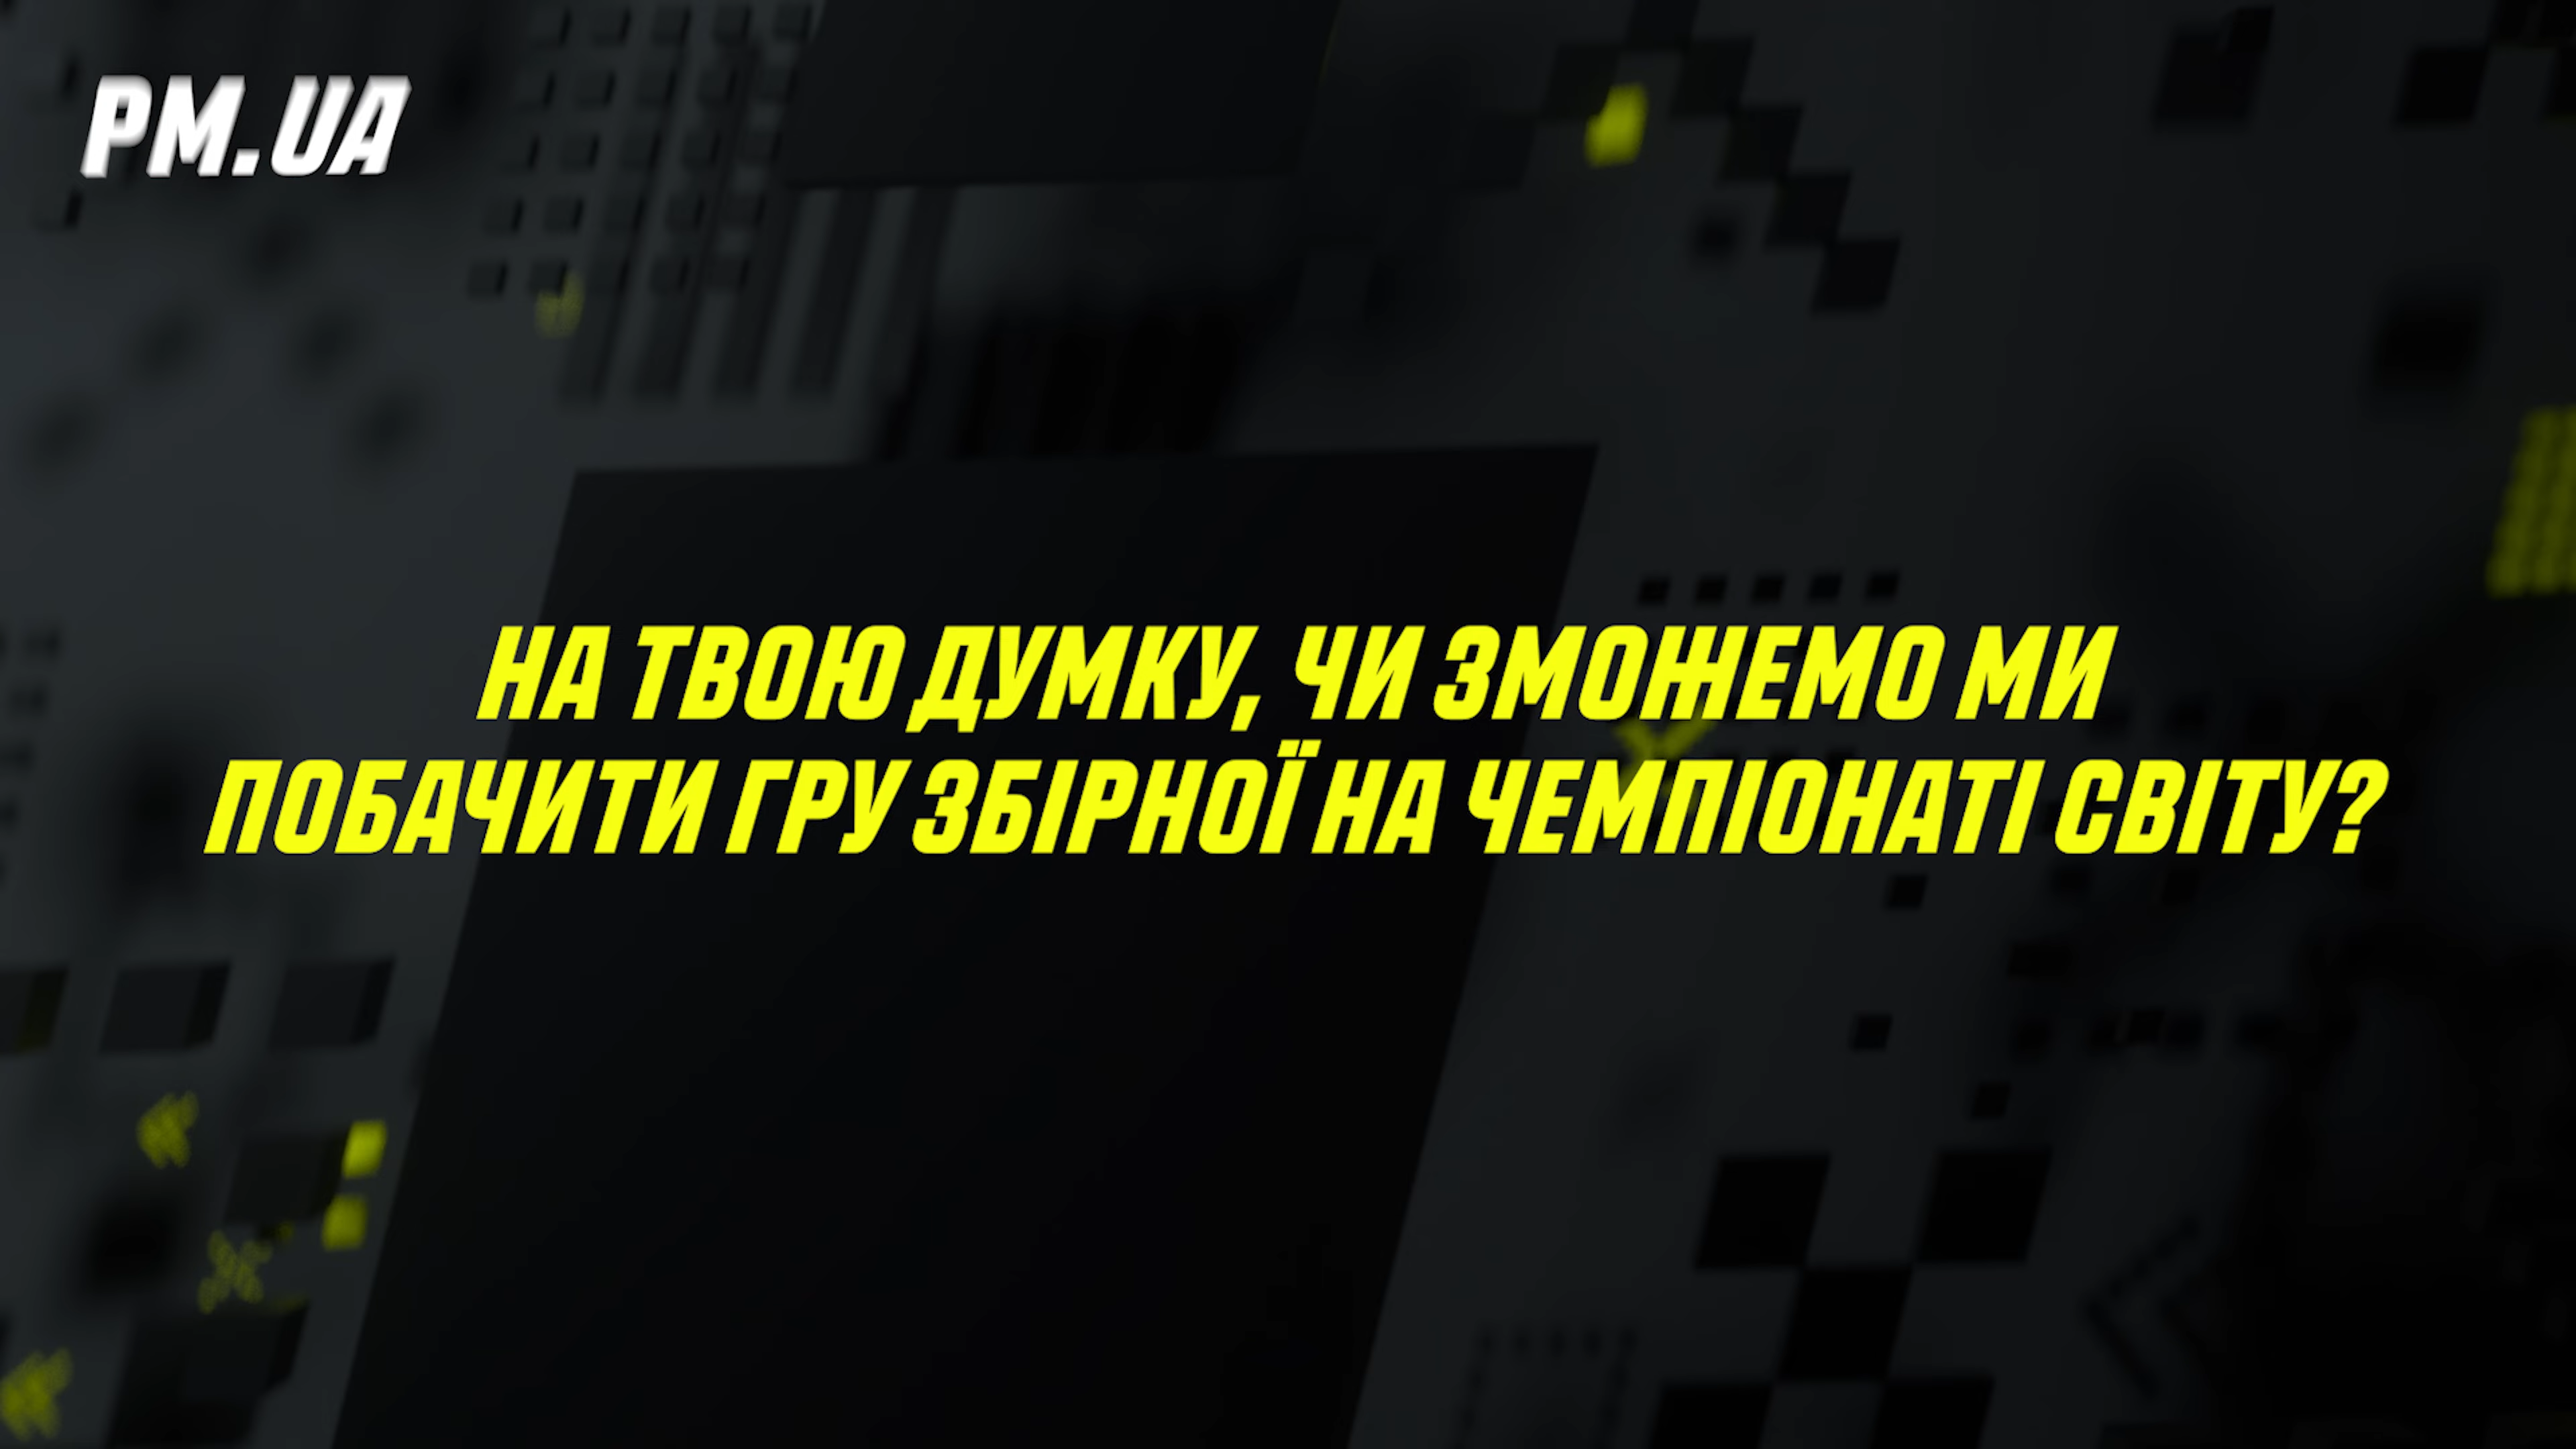 PM.UA
НА ТВОЮ ДУМКУ, ЧИ ЗМОЖЕМО МИ
ПОБАЧИТИ ГРУ ЗБІРНОЇ НА ЧЕМПІОНАТІ СВІТУ?